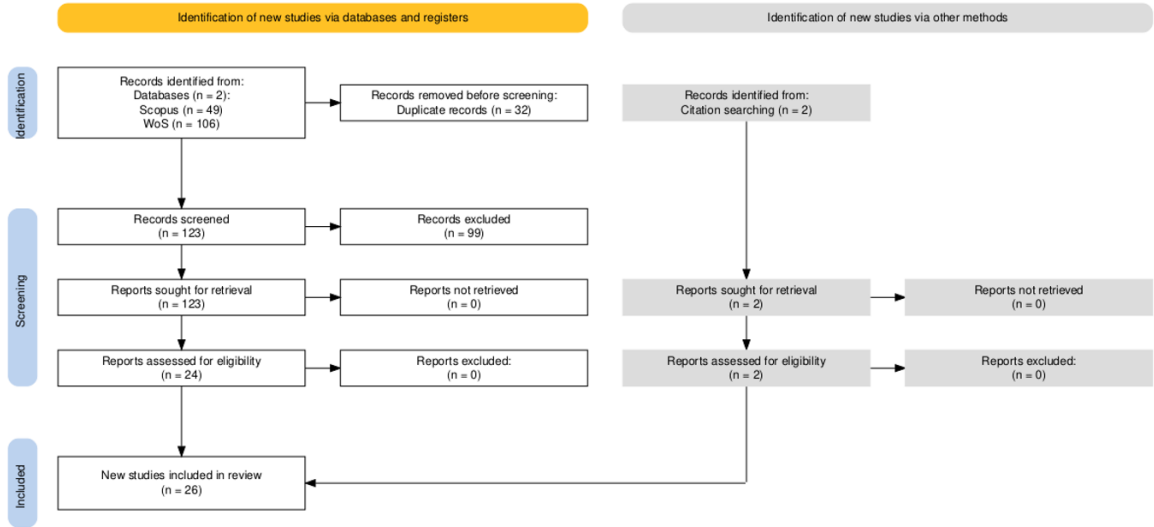 Identification of new studies via databases and registers
Identification of new studies via other methods
Identification
Records identified from:
Databases (n = 2):
Scopus (n = 49)
WoS (n = 106)
Records removed before screening:
Duplicate records (n = 32)
Records identified from:
Citation searching (n = 2)
Screening
Records screened
(n = 123)
Records excluded
(n = 99)
Reports sought for retrieval
(n = 123)
Reports not retrieved
(n = 0)
Reports sought for retrieval
(n = 2)
Reports not retrieved
(n = 0)
Reports assessed for eligibility
(n = 24)
Reports excluded:
(n = 0)
Reports assessed for eligibility
(n = 2)
Reports excluded:
(n = 0)
Included
New studies included in review
(n = 26)